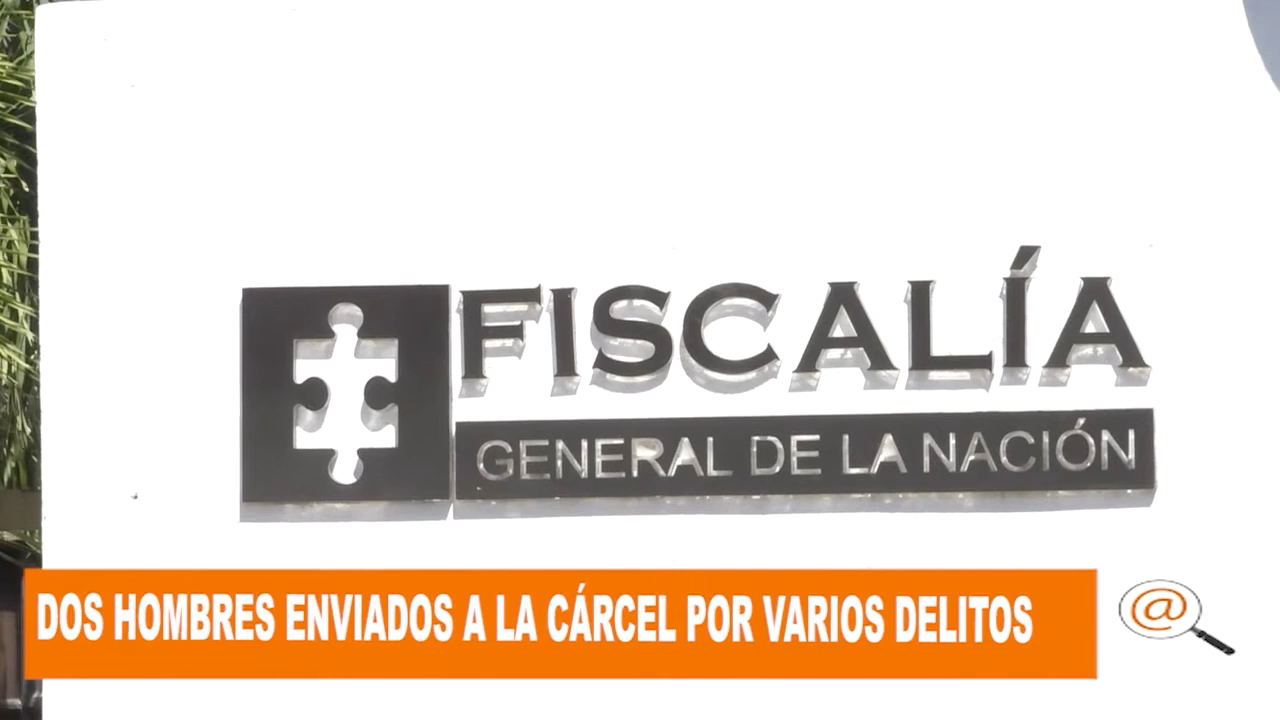 FISCALÍA
GENERAL DE LA NACIÓN
DOS HOMBRES ENVIADOS A LA CÁRCEL POR VARIOS DELITOS
@